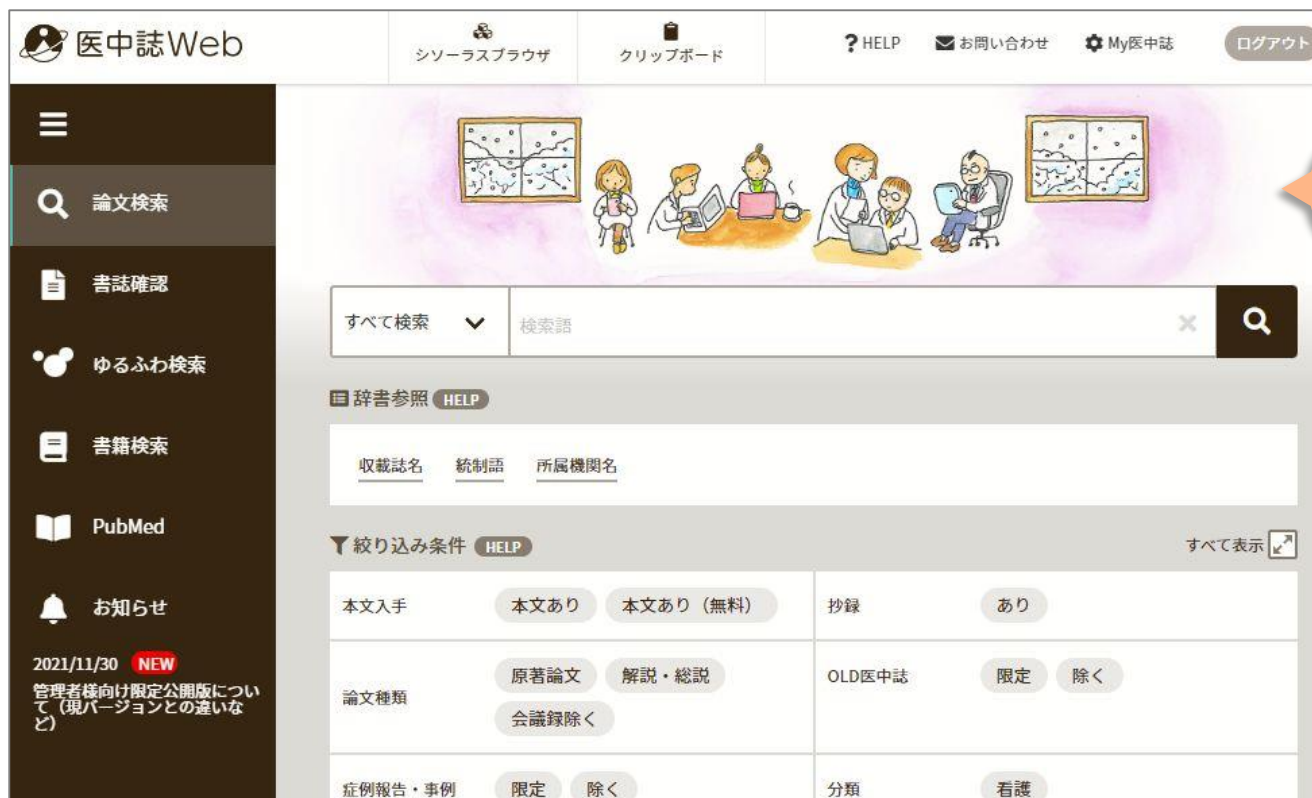 医中誌Web
シソーラスブラウザ
クリップボード
? HELP
お問い合わせ
My医中誌
ログアウト
論文検索
書誌確認
ゆるふわ検索
書籍検索
PubMed
お知らせ
2021/11/30 NEW
管理者様向け限定公開版につい
て（現バージョンとの違いな
ど）
すべて検索
検索語
辞書参照 HELP
収載誌名 統制語 所属機関名
絞り込み条件 HELP
すべて表示
本文入手 本文あり 本文あり（無料）
抄録 あり
論文種類 原著論文 解説・総説
会議録除く
OLD医中誌 限定 除く
症例報告・事例 限定 除く
分類 看護